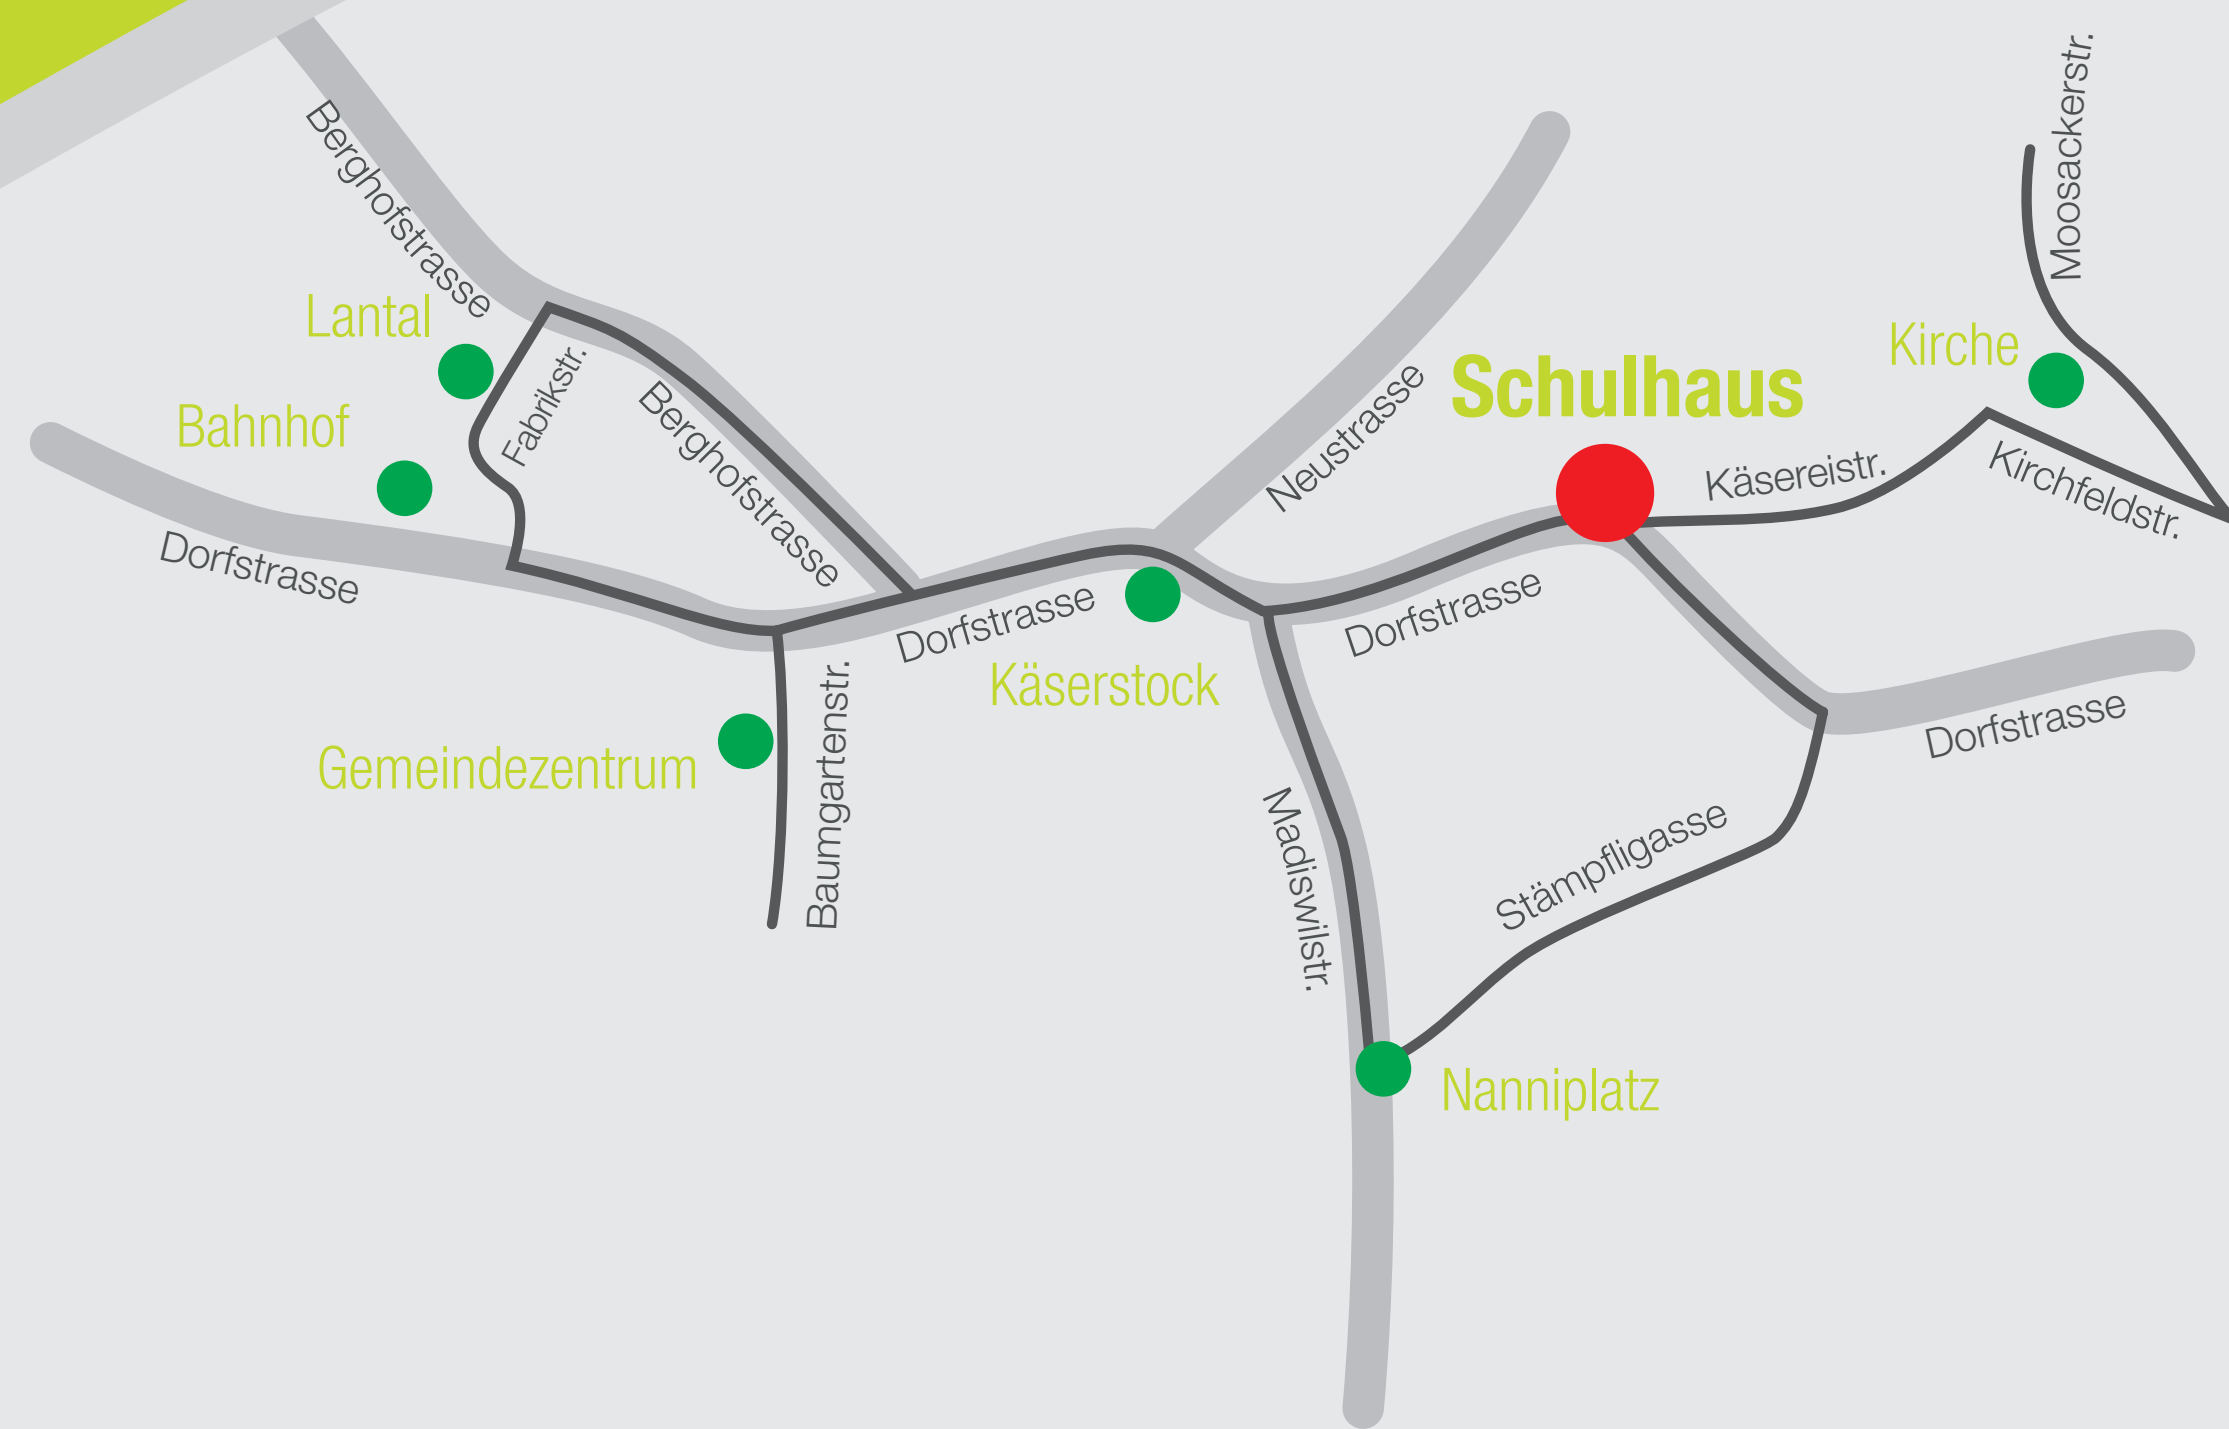 Moosackerstr.
Berghofstrasse
Lantal
Kirche
Fabrikstr.
Schulhaus
Bahnhof
Neustrasse
Berghofstrasse
Käsereistr.
Kirchfeldstr.
Dorfstrasse
Dorfstrasse
Dorfstrasse
Käserstock
Dorfstrasse
Gemeindezentrum
Baumgartenstr.
Madiswilstr.
Stämpfligasse
Nanniplatz